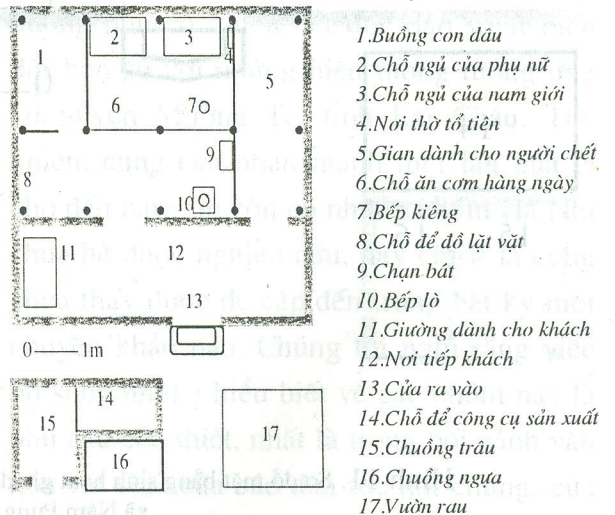 1
2
3
4
5
6
7
8
9
10
11
12
13
0 1m
14
15
16
17
1.Buồng con dâu
2.Chỗ ngủ của phụ nữ
3.Chỗ ngủ của nam giới
4.Nơi thờ tổ tiên
5.Gian dành cho người chết
6.Chỗ ăn cơm hàng ngày
7.Bếp kiềng
8.Chỗ để đồ lặt vặt
9.Chạn bát
10.Bếp lò
11.Giường dành cho khách
12.Nơi tiếp khách
13.Cửa ra vào
14.Chỗ để công cụ sản xuất
15.Chuồng trâu
16.Chuồng ngựa
17.Vườn rau